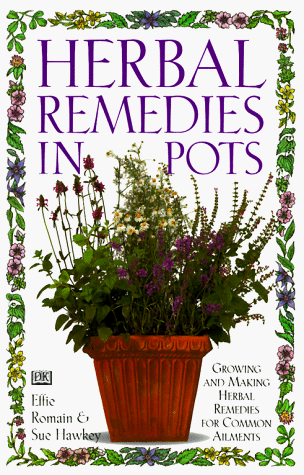 HERBAL
REMEDIES
IN POTS
DK
Effie
Romain &
Sue Hawkey
GROWING
AND MAKING
HERBAL
REMEDIES
FOR COMMON
AILMENTS